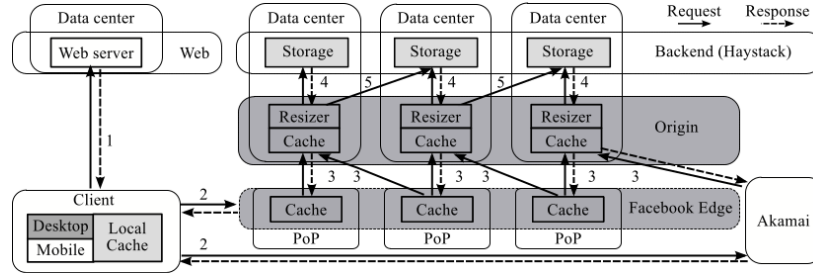 Data center
Data center
Data center
Data center
Request
Response
Web server
Web
Storage
Storage
Storage
Backend (Haystack)
1
4
5
4
5
4
Resizer
Resizer
Resizer
Cache
Cache
Cache
Origin
3
3
3
3
3
3
Client
Desktop
Mobile
Local
Cache
2
2
Cache
Cache
Cache
Facebook Edge
PoP
PoP
PoP
Akamai